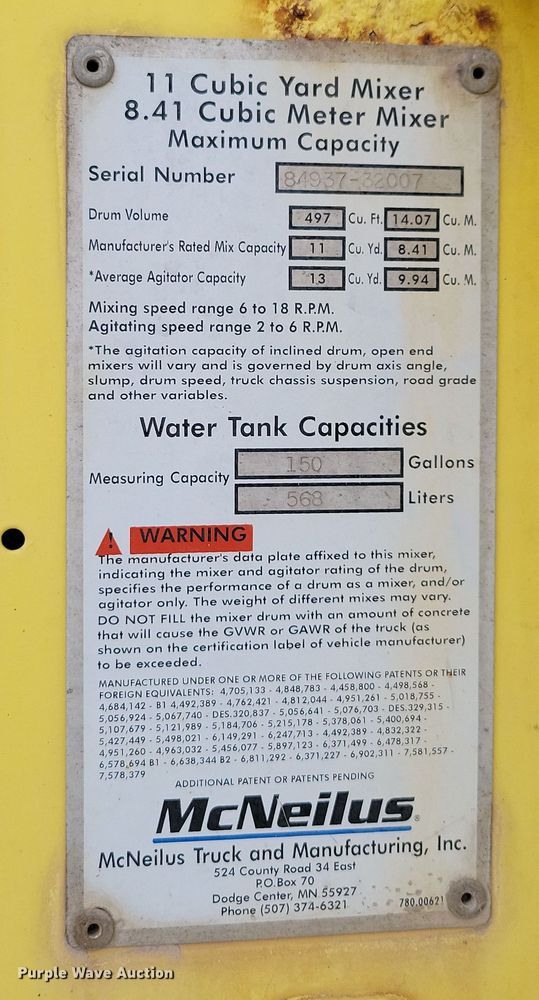 11 Cubic Yard Mixer
8.41 Cubic Meter Mixer
Maximum Capacity
Serial Number 84937-32007
Drum Volume 497 Cu. Ft. 14.07 Cu. M.
Manufacturer's Rated Mix Capacity 11 Cu. Yd. 8.41 Cu. M.
*Average Agitator Capacity 13 Cu. Yd. 9.94 Cu. M.
Mixing speed range 6 to 18 R.P.M.
Agitating speed range 2 to 6 R.P.M.
*The agitation capacity of inclined drum, open end
mixers will vary and is governed by drum axis angle,
slump, drum speed, truck chassis suspension, road grade
and other variables.
Water Tank Capacities
Measuring Capacity 150 Gallons
568 Liters
! WARNING
The manufacturer's data plate affixed to this mixer,
indicating the mixer and agitator rating of the drum,
specifies the performance of a drum as a mixer, and/or
agitator only. The weight of different mixes may vary.
DO NOT FILL the mixer drum with an amount of concrete
that will cause the GVWR or GAWR of the truck (as
shown on the certification label of vehicle manufacturer)
to be exceeded.
MANUFACTURED UNDER ONE OR MORE OF THE FOLLOWING PATENTS OR THEIR
FOREIGN EQUIVALENTS: 4,705,133 - 4,848,783 - 4,458,800 - 4,498,568 -
4,684,142 - B1 4,492,389 - 4,762,421 - 4,812,044 - 4,951,261 - 5,018,755 -
5,056,924 - 5,067,740 - DES.320,837 - 5,056,641 - 5,076,703 - DES.329,315 -
5,107,679 - 5,121,989 - 5,184,706 - 5,215,178 - 5,378,061 - 5,400,694 -
5,427,449 - 5,498,021 - 6,149,291 - 6,247,713 - 4,492,389 - 4,832,322 -
4,951,260 - 4,963,032 - 5,456,077 - 5,897,123 - 6,371,499 - 6,478,317 -
6,578,694 B1 - 6,638,344 B2 - 6,811,292 - 6,371,227 - 6,902,311 - 7,581,557 -
7,578,379
ADDITIONAL PATENT OR PATENTS PENDING
McNeilus®
McNeilus Truck and Manufacturing, Inc.
524 County Road 34 East
P.O.Box 70
Dodge Center, MN 55927
Phone (507) 374-6321 780.00621
Purple Wave Auction